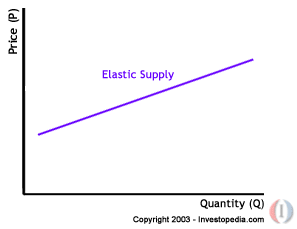 Price (P)
Elastic Supply
Quantity (Q)
Copyright 2003 - Investopedia.com